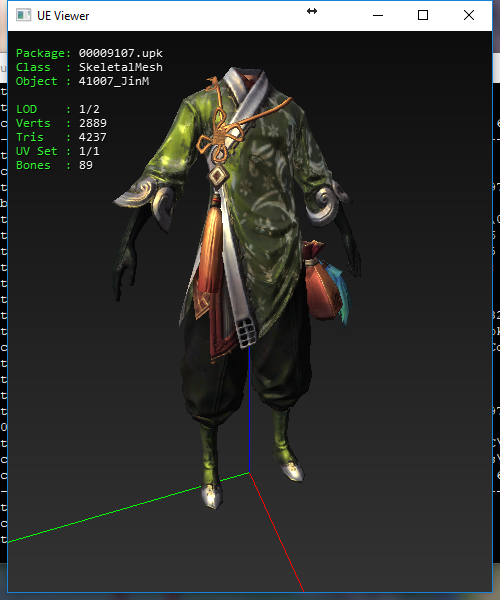 UE Viewer
Package: 00009107.upk
Class : SkeletalMesh
Object : 41007_JinM
LOD : 1/2
Verts : 2889
Tris : 4237
UV Set : 1/1
Bones : 89